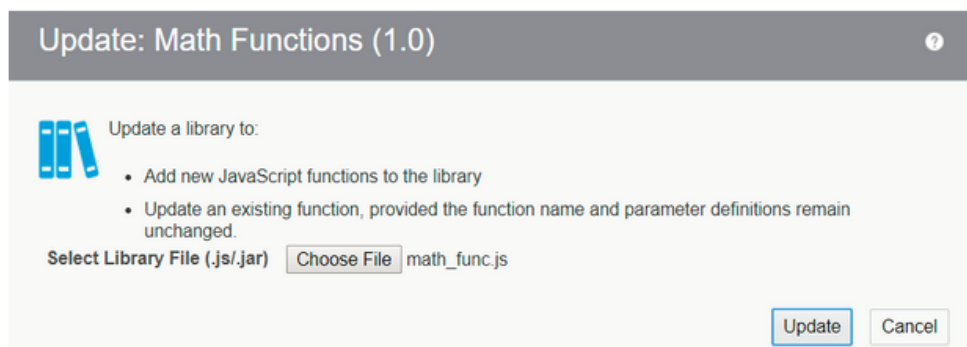 Update: Math Functions (1.0)
?
Update a library to:
• Add new JavaScript functions to the library
• Update an existing function, provided the function name and parameter definitions remain
unchanged.
Select Library File (.js/.jar) Choose File math_func.js
Update Cancel